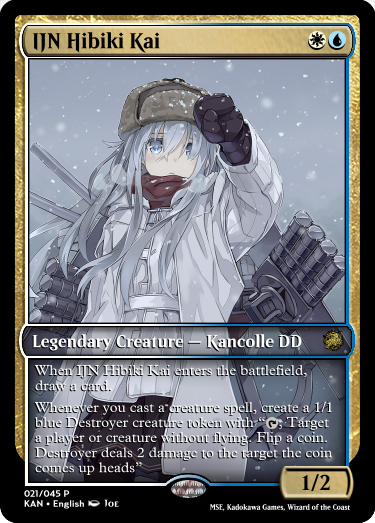 IJN Hibiki Kai
Legendary Creature — Kancolle DD
When IJN Hibiki Kai enters the battlefield,
draw a card.
Whenever you cast a creature spell, create a 1/1
blue Destroyer creature token with “: Target
a player or creature without flying. Flip a coin.
Destroyer deals 2 damage to the target the coin
comes up heads”
1/2
021/045 P
KAN • English JOE
MSE, Kadokawa Games, Wizard of the Coast